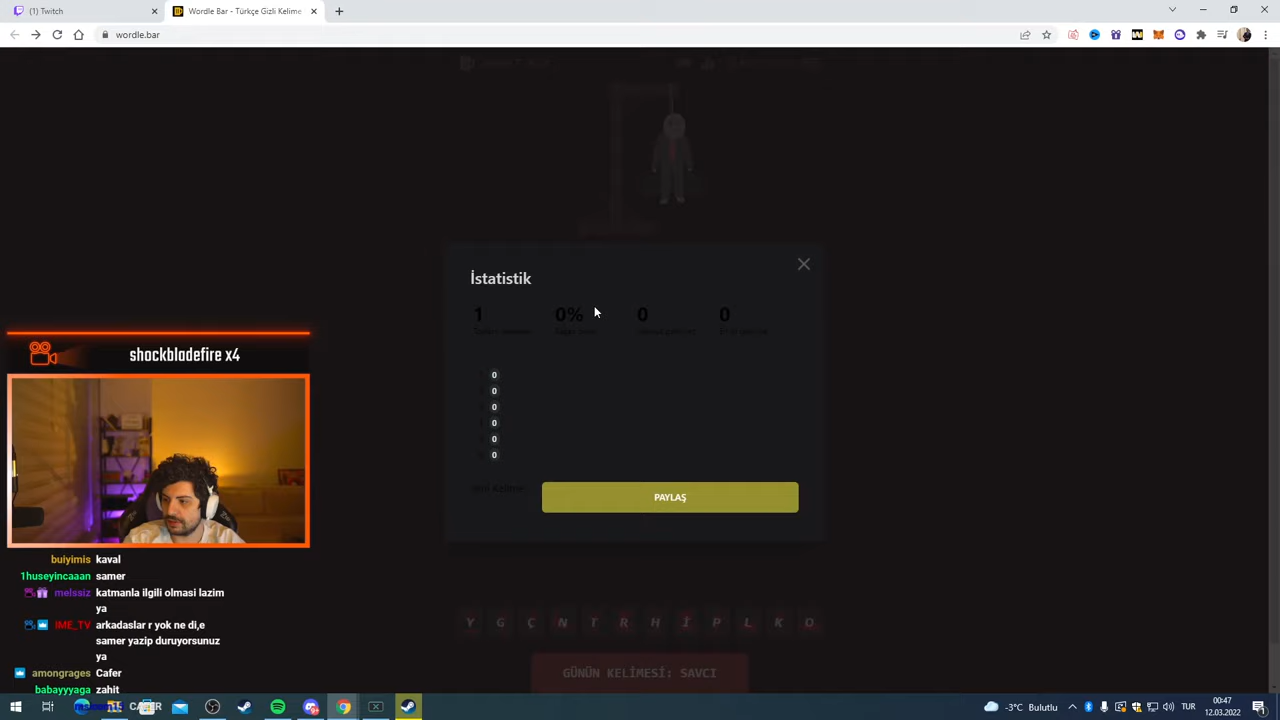 (1) Twitch
Wordle Bar - Türkçe Gizli Kelime
wordle.bar
İstatistik
1
0%
0
0
0
0
0
0
0
0
Gizli Kelime
PAYLAŞ
Y G Ç N T R H İ P L K O
GÜNÜN KELİMESİ: SAVCI
shockbladefire x4
buiyimis kaval
1huseyincaaan samer
melssiz katmanla ilgili olmasi lazim
ya
IME_TV arkadaslar r yok ne di,e
samer yazip duruyorsunuz
ya
amongrages Cafer
babayyyaga zahit
CAFER
-3°C Bulutlu
TUR
00:47
12.03.2022